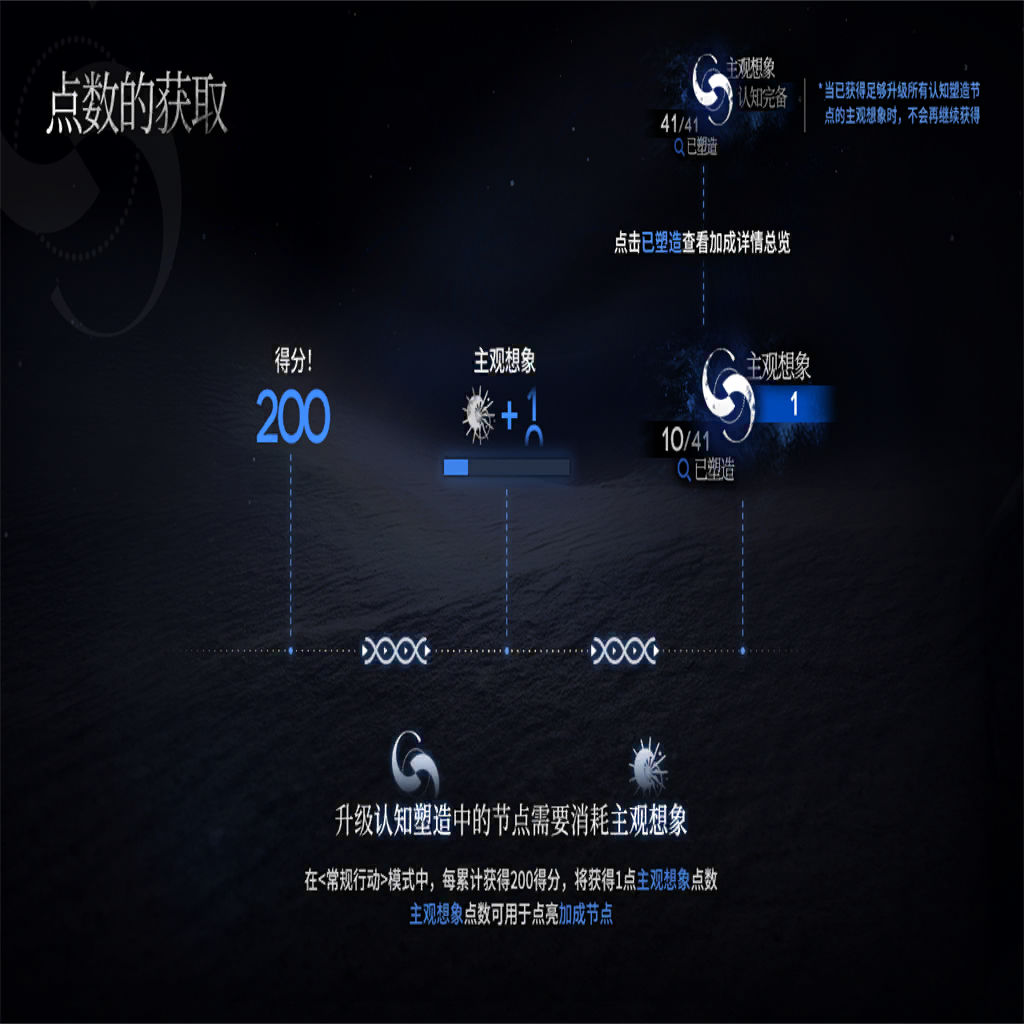 点数的获取
主观想象
认知完备
41/41
已塑造
*当已获得足够升级所有认知塑造节
点的主观想象时，不会再继续获得
点击已塑造查看加成详情总览
得分！
200
主观想象
+1
0
主观想象
1
10/41
已塑造
升级认知塑造中的节点需要消耗主观想象
在<常规行动>模式中，每累计获得200得分，将获得1点主观想象点数
主观想象点数可用于点亮加成节点